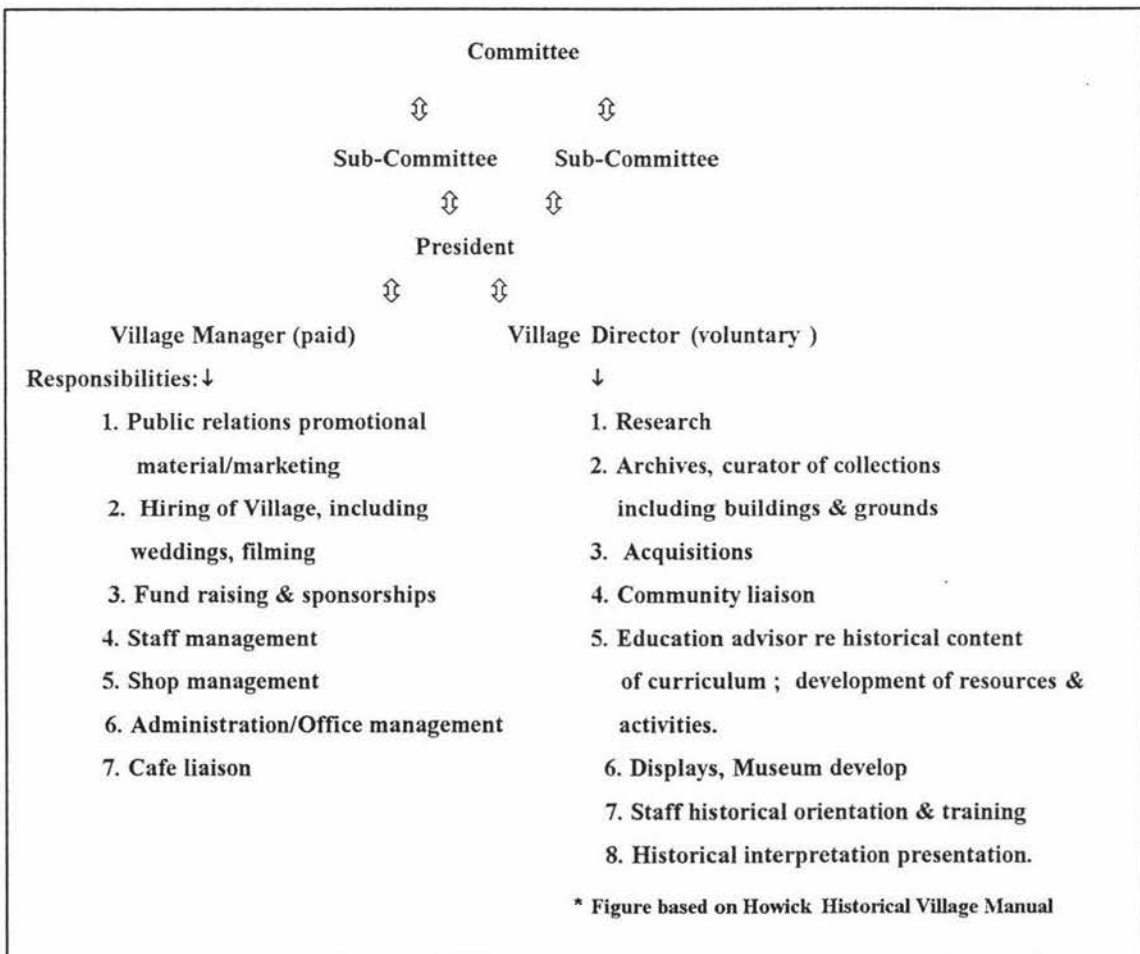 Committee
⇕ ⇕
Sub-Committee Sub-Committee
⇕ ⇕
President
⇕ ⇕
Village Manager (paid) Village Director (voluntary )
Responsibilities:↓ ↓
1. Public relations promotional
material/marketing
2. Hiring of Village, including
weddings, filming
3. Fund raising & sponsorships
4. Staff management
5. Shop management
6. Administration/Office management
7. Cafe liaison
1. Research
2. Archives, curator of collections
including buildings & grounds
3. Acquisitions
4. Community liaison
5. Education advisor re historical content
of curriculum ; development of resources &
activities.
6. Displays, Museum develop
7. Staff historical orientation & training
8. Historical interpretation presentation.
* Figure based on Howick Historical Village Manual